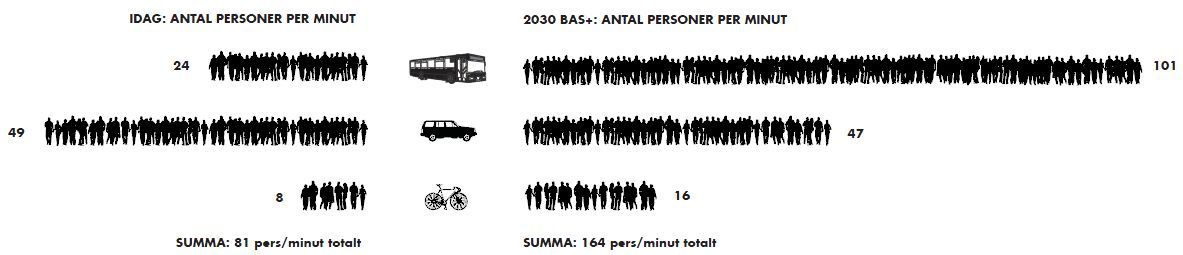 IDAG: ANTAL PERSONER PER MINUT
2030 BAS+: ANTAL PERSONER PER MINUT
24
101
49
47
8
16
SUMMA: 81 pers/minut totalt
SUMMA: 164 pers/minut totalt